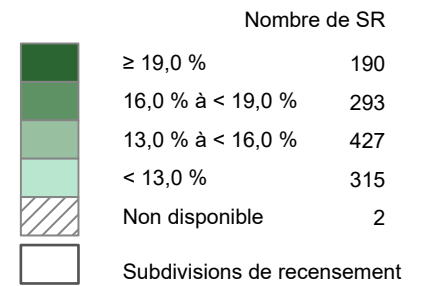 Nombre de SR
≥ 19,0 % 190
16,0 % à < 19,0 % 293
13,0 % à < 16,0 % 427
< 13,0 % 315
Non disponible 2
Subdivisions de recensement